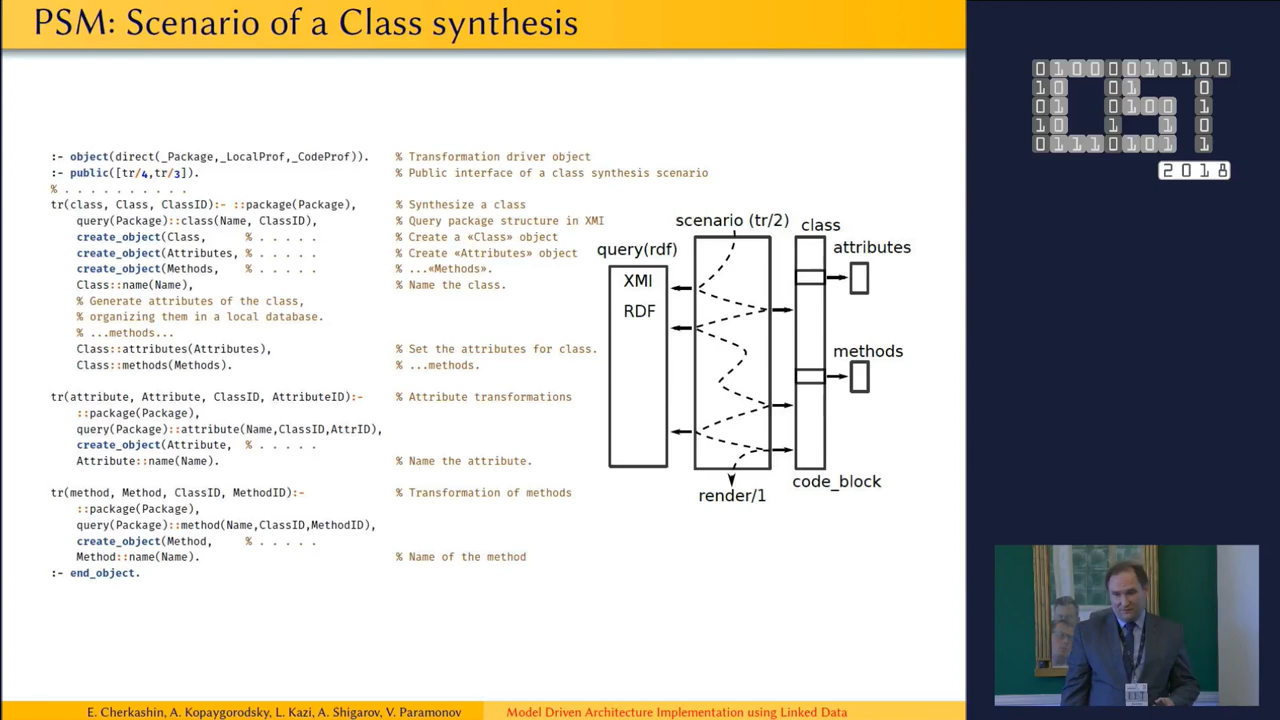 PSM: Scenario of a Class synthesis
:- object(direct(_Package,_LocalProf,_CodeProf)). % Transformation driver object
:- public([tr/4,tr/3]). % Public interface of a class synthesis scenario
% . . . . . . . . . .
tr(class, Class, ClassID):- ::package(Package), % Synthesize a class
query(Package)::class(Name, ClassID), % Query package structure in XMI
create_object(Class, % . . . . . % Create a «Class» object
create_object(Attributes, % . . . . . % Create «Attributes» object
create_object(Methods, % . . . . . % ...«Methods».
Class::name(Name), % Name the class.
% Generate attributes of the class,
% organizing them in a local database.
% ...methods...
Class::attributes(Attributes), % Set the attributes for class.
Class::methods(Methods). % ...methods.
tr(attribute, Attribute, ClassID, AttributeID):- % Attribute transformations
::package(Package),
query(Package)::attribute(Name,ClassID,AttrID),
create_object(Attribute, % . . . . .
Attribute::name(Name). % Name the attribute.
tr(method, Method, ClassID, MethodID):- % Transformation of methods
::package(Package),
query(Package)::method(Name,ClassID,MethodID),
create_object(Method, % . . . . .
Method::name(Name). % Name of the method
:- end_object.
scenario (tr/2)
class
query(rdf)
attributes
XMI
RDF
methods
code_block
render/1
E. Cherkashin, A. Kopaygorodsky, L. Kazi, A. Shigarov, V. Paramonov
Model Driven Architecture Implementation using Linked Data
2018